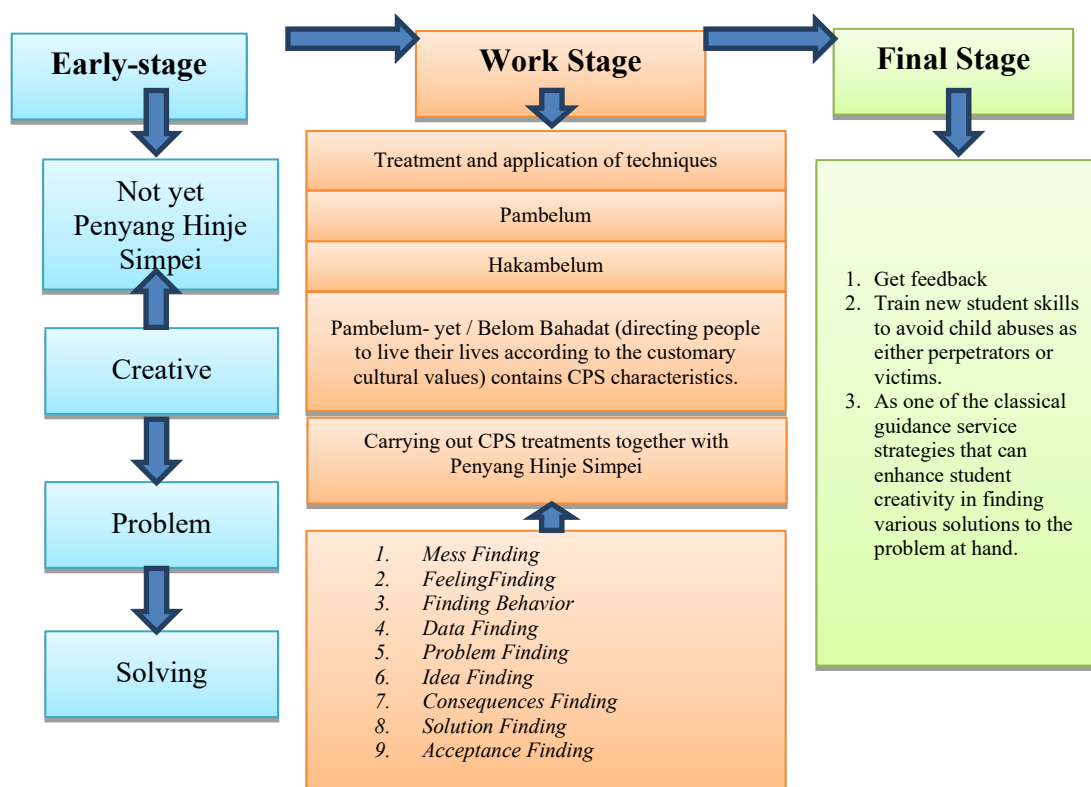 Early-stage
Not yet
Penyang Hinje
Simpei
Creative
Problem
Solving
Work Stage
Treatment and application of techniques
Pambelum
Hakambelum
Pambelum- yet / Belom Bahadat (directing people
to live their lives according to the customary
cultural values) contains CPS characteristics.
Carrying out CPS treatments together with
Penyang Hinje Simpei
1. Mess Finding
2. FeelingFinding
3. Finding Behavior
4. Data Finding
5. Problem Finding
6. Idea Finding
7. Consequences Finding
8. Solution Finding
9. Acceptance Finding
Final Stage
1. Get feedback
2. Train new student skills
to avoid child abuses as
either perpetrators or
victims.
3. As one of the classical
guidance service
strategies that can
enhance student
creativity in finding
various solutions to the
problem at hand.